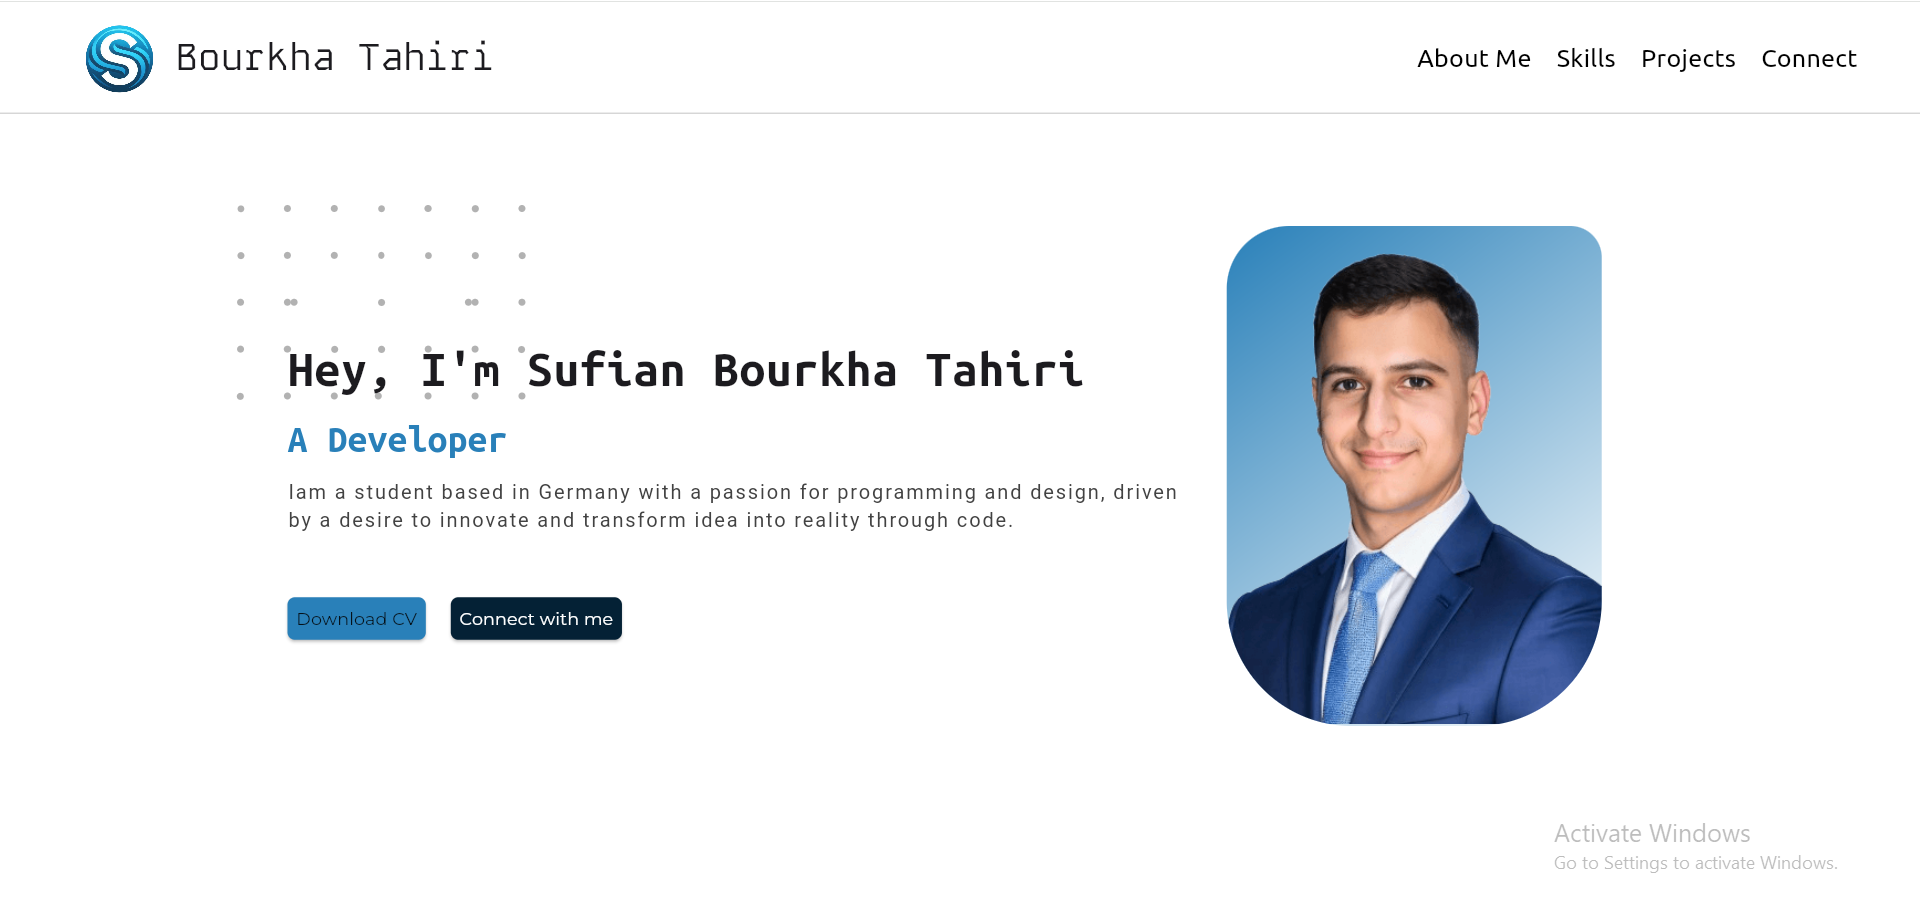 Bourkha Tahiri
About Me Skills Projects Connect
Hey, I'm Sufian Bourkha Tahiri
A Developer
Iam a student based in Germany with a passion for programming and design, driven
by a desire to innovate and transform idea into reality through code.
Download CV
Connect with me
Activate Windows
Go to Settings to activate Windows.